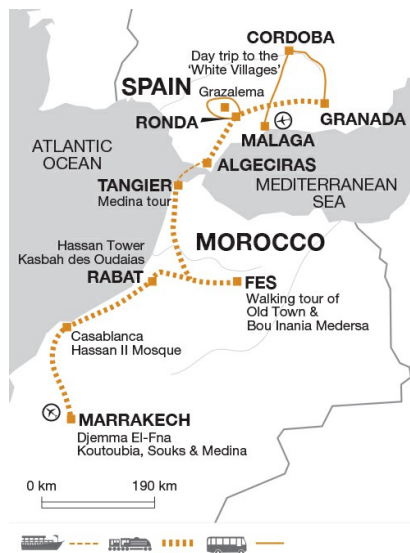 CORDOBA
Day trip to the
‘White Villages’
SPAIN
Grazalema
RONDA
GRANADA
MALAGA
ATLANTIC
OCEAN
ALGECIRAS
TANGIER
Medina tour
MEDITERRANEAN
SEA
MOROCCO
Hassan Tower
Kasbah des Oudaias
RABAT
FES
Walking tour of
Old Town &
Bou Inania Medersa
Casablanca
Hassan II Mosque
MARRAKECH
Djemma El-Fna
Koutoubia, Souks & Medina
0 km 190 km